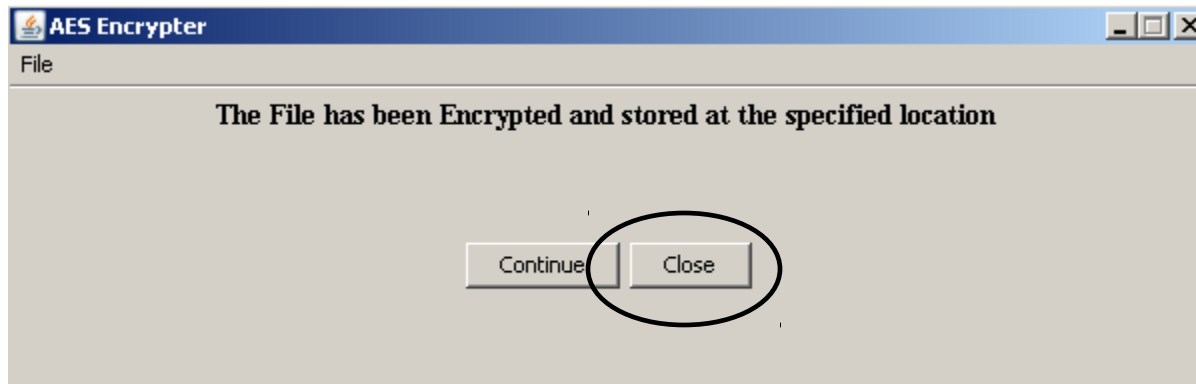 AES Encrypter
File
The File has been Encrypted and stored at the specified location
Continue Close